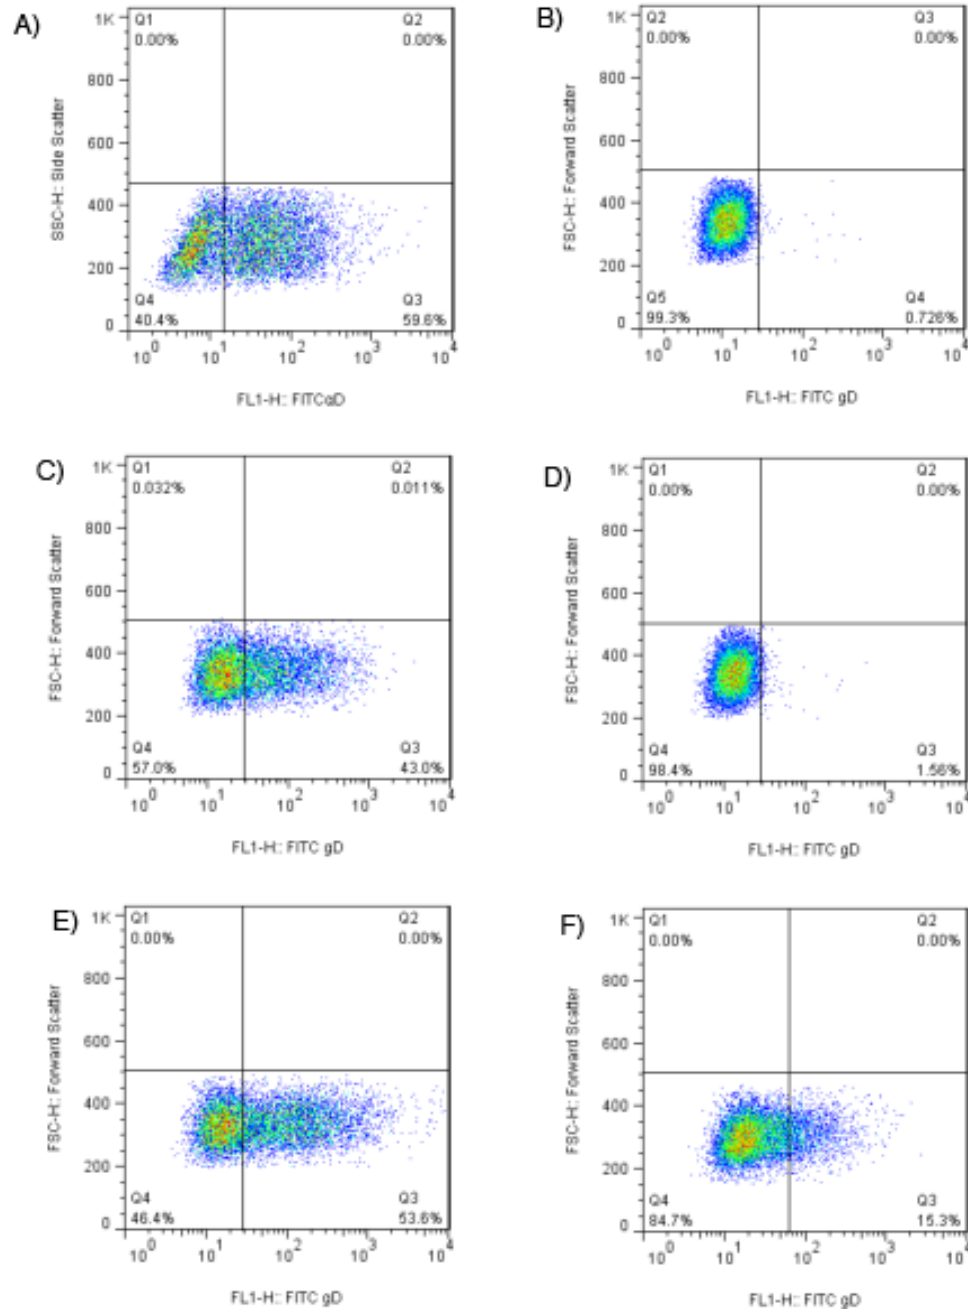 A)
Q1
0.00%
Q2
0.00%
1K
800
600
400
200
0
SSC-H:: Side Scatter
Q4
40.4%
Q3
59.6%
10^0 10^1 10^2 10^3 10^4
FL1-H:: FITCαD
B)
Q2
0.00%
Q3
0.00%
1K
800
600
400
200
0
FSC-H:: Forward Scatter
Q5
99.3%
Q4
0.726%
10^0 10^1 10^2 10^3 10^4
FL1-H:: FITC gD
C)
Q1
0.032%
Q2
0.011%
1K
800
600
400
200
0
FSC-H:: Forward Scatter
Q4
57.0%
Q3
43.0%
10^0 10^1 10^2 10^3 10^4
FL1-H:: FITC gD
D)
Q1
0.00%
Q2
0.00%
1K
800
600
400
200
0
FSC-H:: Forward Scatter
Q4
98.4%
Q3
1.56%
10^0 10^1 10^2 10^3 10^4
FL1-H:: FITC gD
E)
Q1
0.00%
Q2
0.00%
1K
800
600
400
200
0
FSC-H:: Forward Scatter
Q4
46.4%
Q3
53.6%
10^0 10^1 10^2 10^3 10^4
FL1-H:: FITC gD
F)
Q1
0.00%
Q2
0.00%
1K
800
600
400
200
0
FSC-H:: Forward Scatter
Q4
84.7%
Q3
15.3%
10^0 10^1 10^2 10^3 10^4
FL1-H:: FITC gD